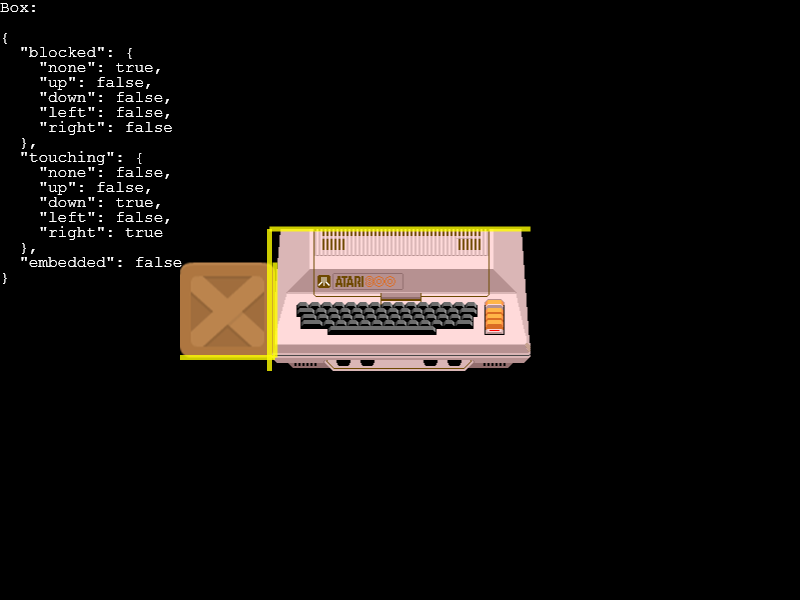 Box:
{
"blocked": {
"none": true,
"up": false,
"down": false,
"left": false,
"right": false
},
"touching": {
"none": false,
"up": false,
"down": true,
"left": false,
"right": true
},
"embedded": false
}
ATARI 800